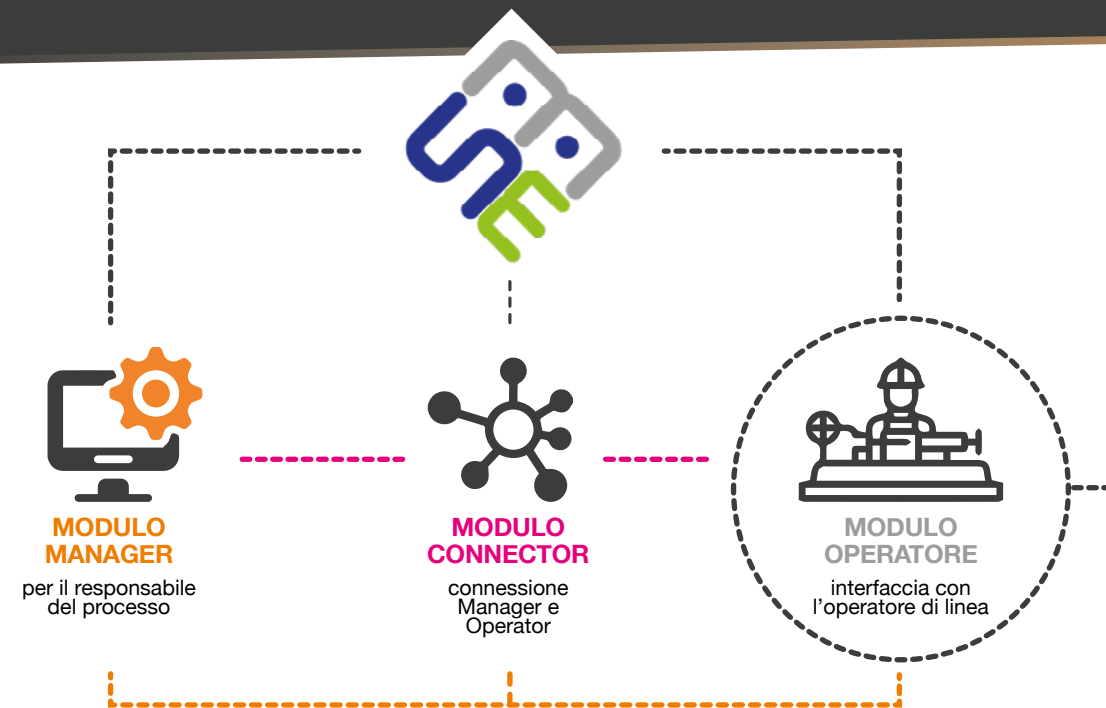 MODULO
MANAGER
per il responsabile
del processo
MODULO
CONNECTOR
connessione
Manager e
Operator
MODULO
OPERATORE
interfaccia con
l'operatore di linea